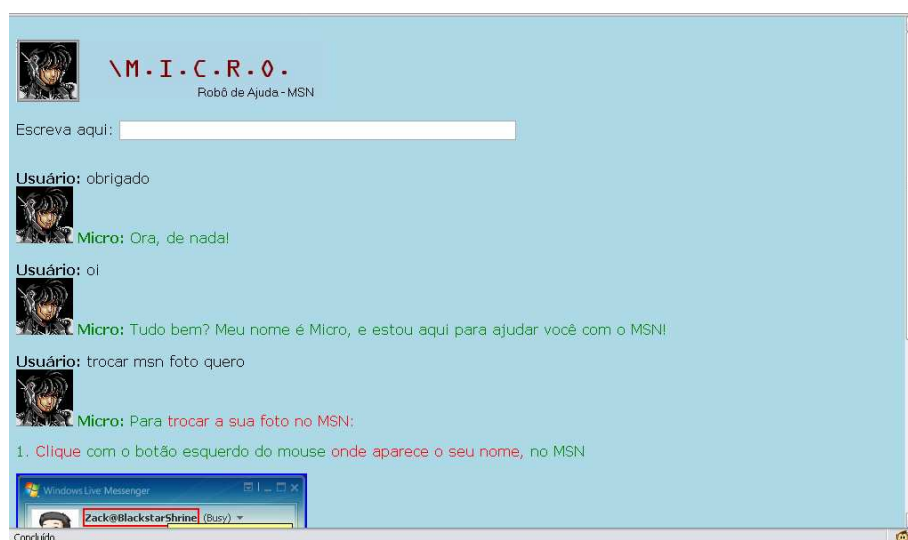 \M.I.C.R.O.
Robô de Ajuda - MSN
Escreva aqui:
Usuário: obrigado
Micro: Ora, de nada!
Usuário: oi
Micro: Tudo bem? Meu nome é Micro, e estou aqui para ajudar você com o MSN!
Usuário: trocar msn foto quero
Micro: Para trocar a sua foto no MSN:
1. Clique com o botão esquerdo do mouse onde aparece o seu nome, no MSN
Windows Live Messenger
Zack@BlackstarShrine (Busy)
Concluído